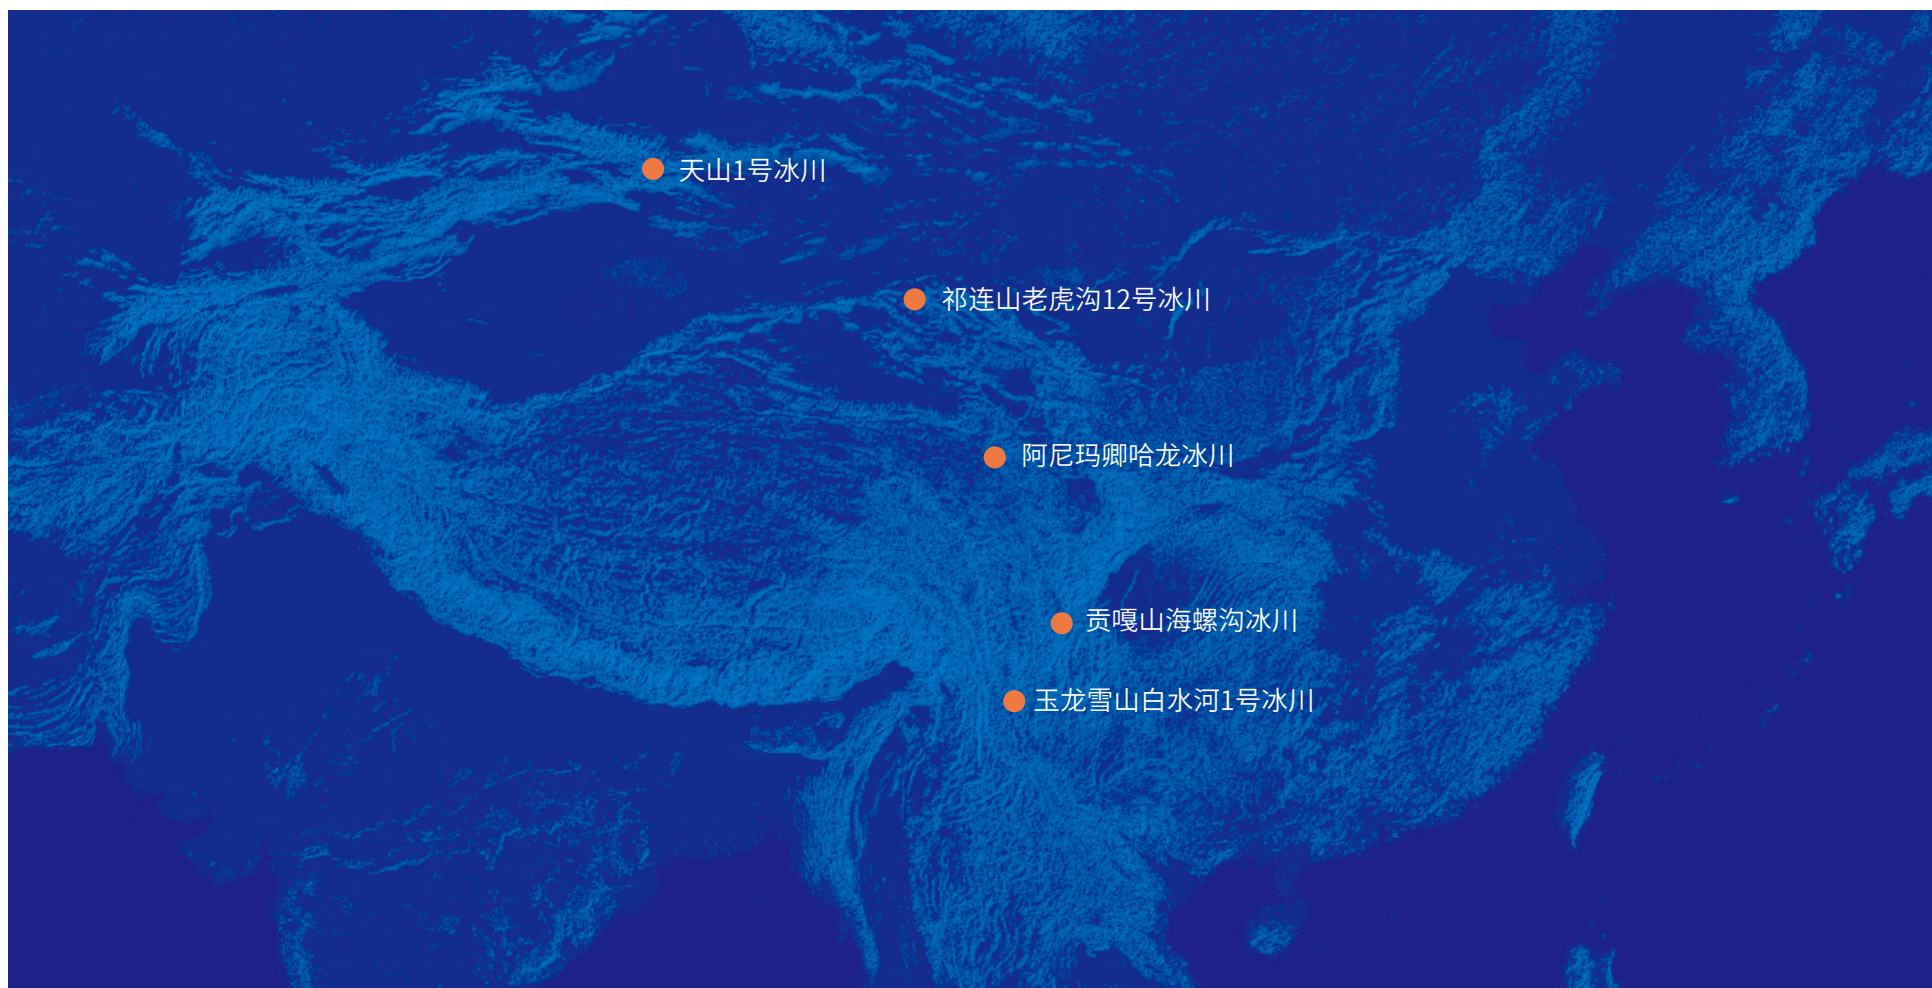 天山1号冰川
祁连山老虎沟12号冰川
阿尼玛卿哈龙冰川
贡嘎山海螺沟冰川
玉龙雪山白水河1号冰川